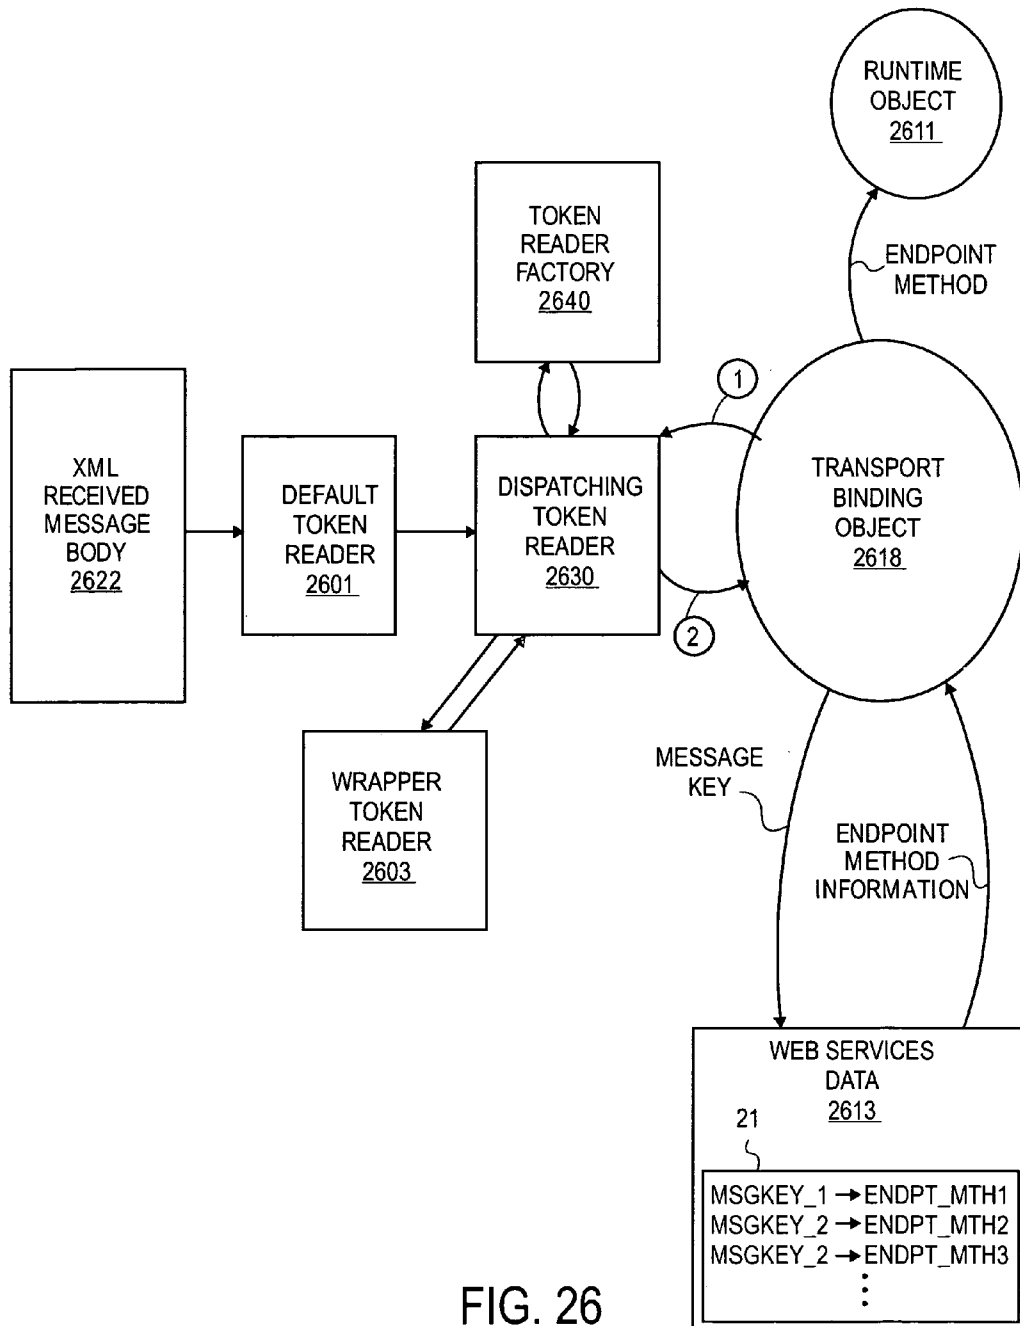 RUNTIME
OBJECT
2611
TOKEN
READER
FACTORY
2640
ENDPOINT
METHOD
1
XML
RECEIVED
MESSAGE
BODY
2622
DEFAULT
TOKEN
READER
2601
DISPATCHING
TOKEN
READER
2630
TRANSPORT
BINDING
OBJECT
2618
2
WRAPPER
TOKEN
READER
2603
MESSAGE
KEY
ENDPOINT
METHOD
INFORMATION
WEB SERVICES
DATA
2613
21
MSGKEY_1 → ENDPT_MTH1
MSGKEY_2 → ENDPT_MTH2
MSGKEY_2 → ENDPT_MTH3
⋮
FIG. 26